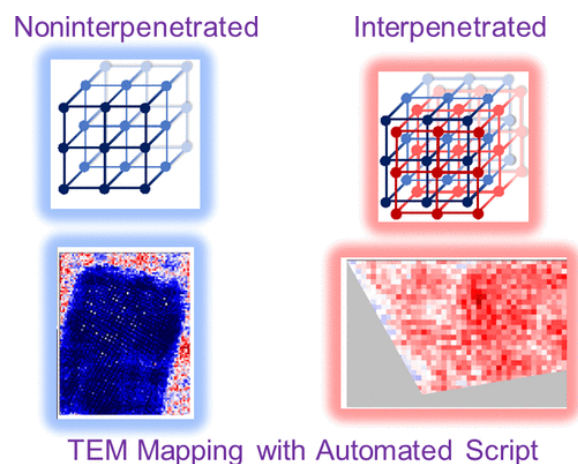 Noninterpenetrated
Interpenetrated
TEM Mapping with Automated Script